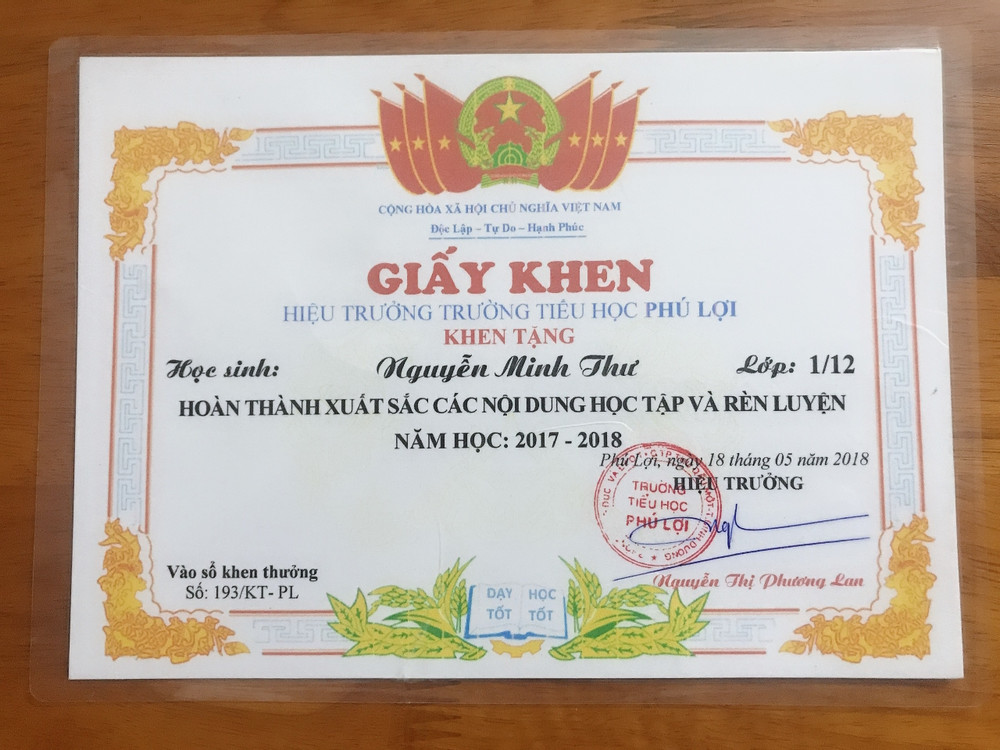 CỘNG HÒA XÃ HỘI CHỦ NGHĨA VIỆT NAM
Độc Lập – Tự Do – Hạnh Phúc
GIẤY KHEN
HIỆU TRƯỞNG TRƯỜNG TIỂU HỌC PHÚ LỢI
KHEN TẶNG
Học sinh: Nguyễn Minh Thư Lớp: 1/12
HOÀN THÀNH XUẤT SẮC CÁC NỘI DUNG HỌC TẬP VÀ RÈN LUYỆN
NĂM HỌC: 2017 - 2018
Phú Lợi, ngày 18 tháng 05 năm 2018
HIỆU TRƯỞNG
TRƯỜNG
TIỂU HỌC
PHÚ LỢI
Nguyễn Thị Phương Lan
Vào sổ khen thưởng
Số: 193/KT- PL
DẠY TỐT
HỌC TỐT